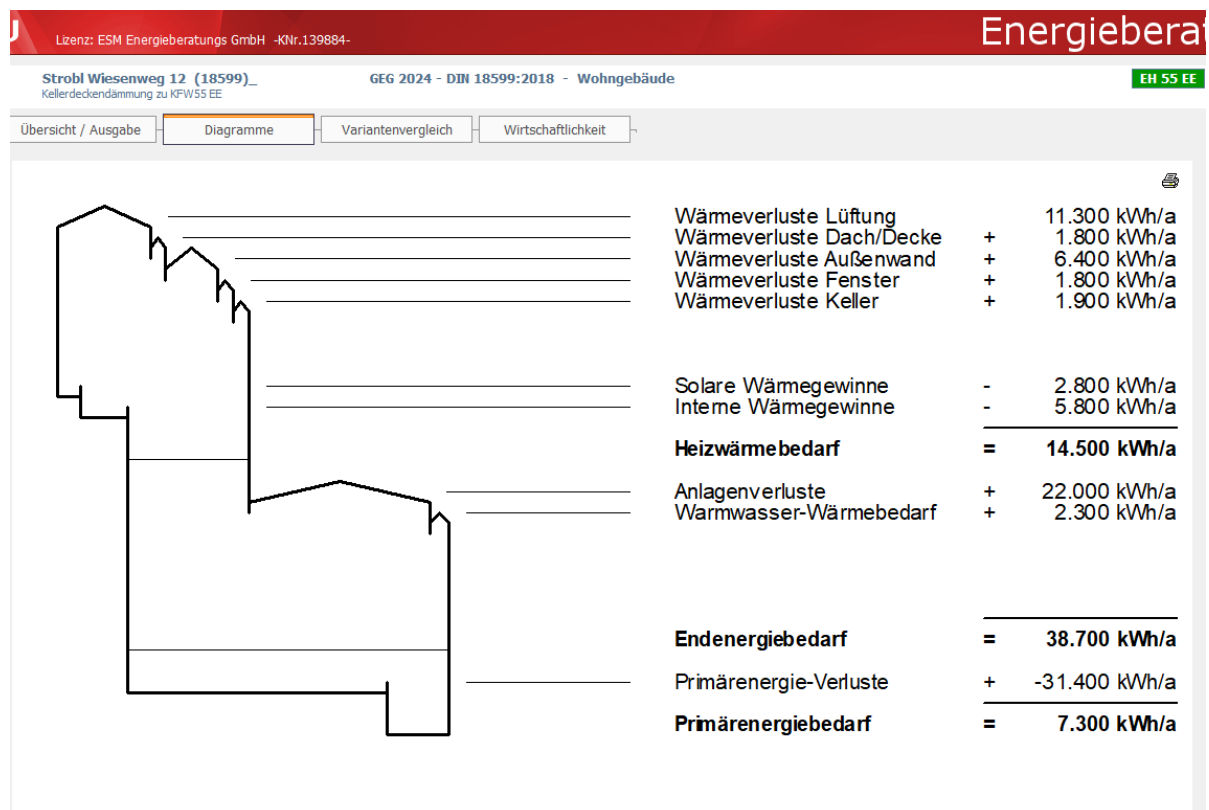 Lizenz: ESM Energieberatungs GmbH -KNr.139884-
Energieberat
Strobl Wiesenweg 12 (18599)_ GEG 2024 - DIN 18599:2018 - Wohngebäude EH 55 EE
Kellerdeckendämmung zu KFW55 EE
Übersicht / Ausgabe Diagramme Variantenvergleich Wirtschaftlichkeit
Wärmeverluste Lüftung 11.300 kWh/a
Wärmeverluste Dach/Decke + 1.800 kWh/a
Wärmeverluste Außenwand + 6.400 kWh/a
Wärmeverluste Fenster + 1.800 kWh/a
Wärmeverluste Keller + 1.900 kWh/a
Solare Wärmegewinne - 2.800 kWh/a
Interne Wärmegewinne - 5.800 kWh/a
Heizwärmebedarf = 14.500 kWh/a
Anlagenverluste + 22.000 kWh/a
Warmwasser-Wärmebedarf + 2.300 kWh/a
Endenergiebedarf = 38.700 kWh/a
Primärenergie-Verluste + -31.400 kWh/a
Primärenergiebedarf = 7.300 kWh/a